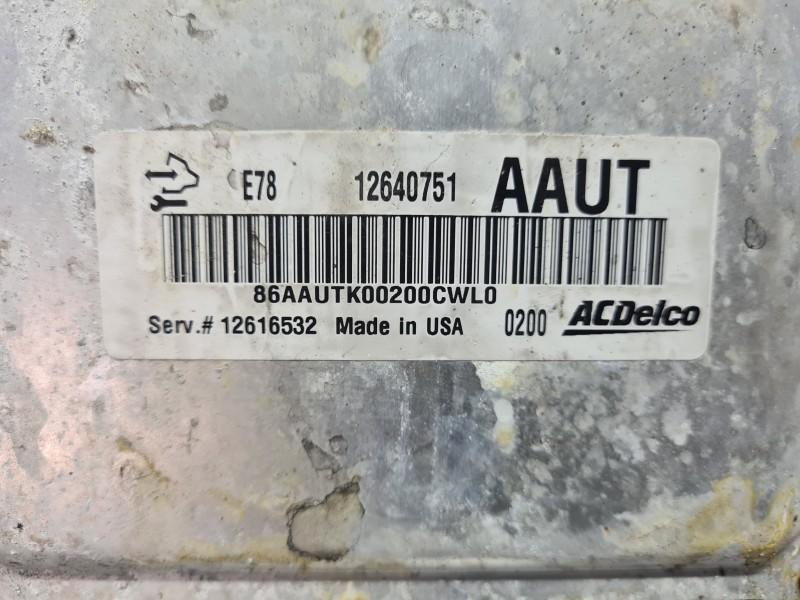 E78 12640751 AAUT
86AAUTK00200CWL0
Serv.# 12616532 Made in USA 0200 ACDelco